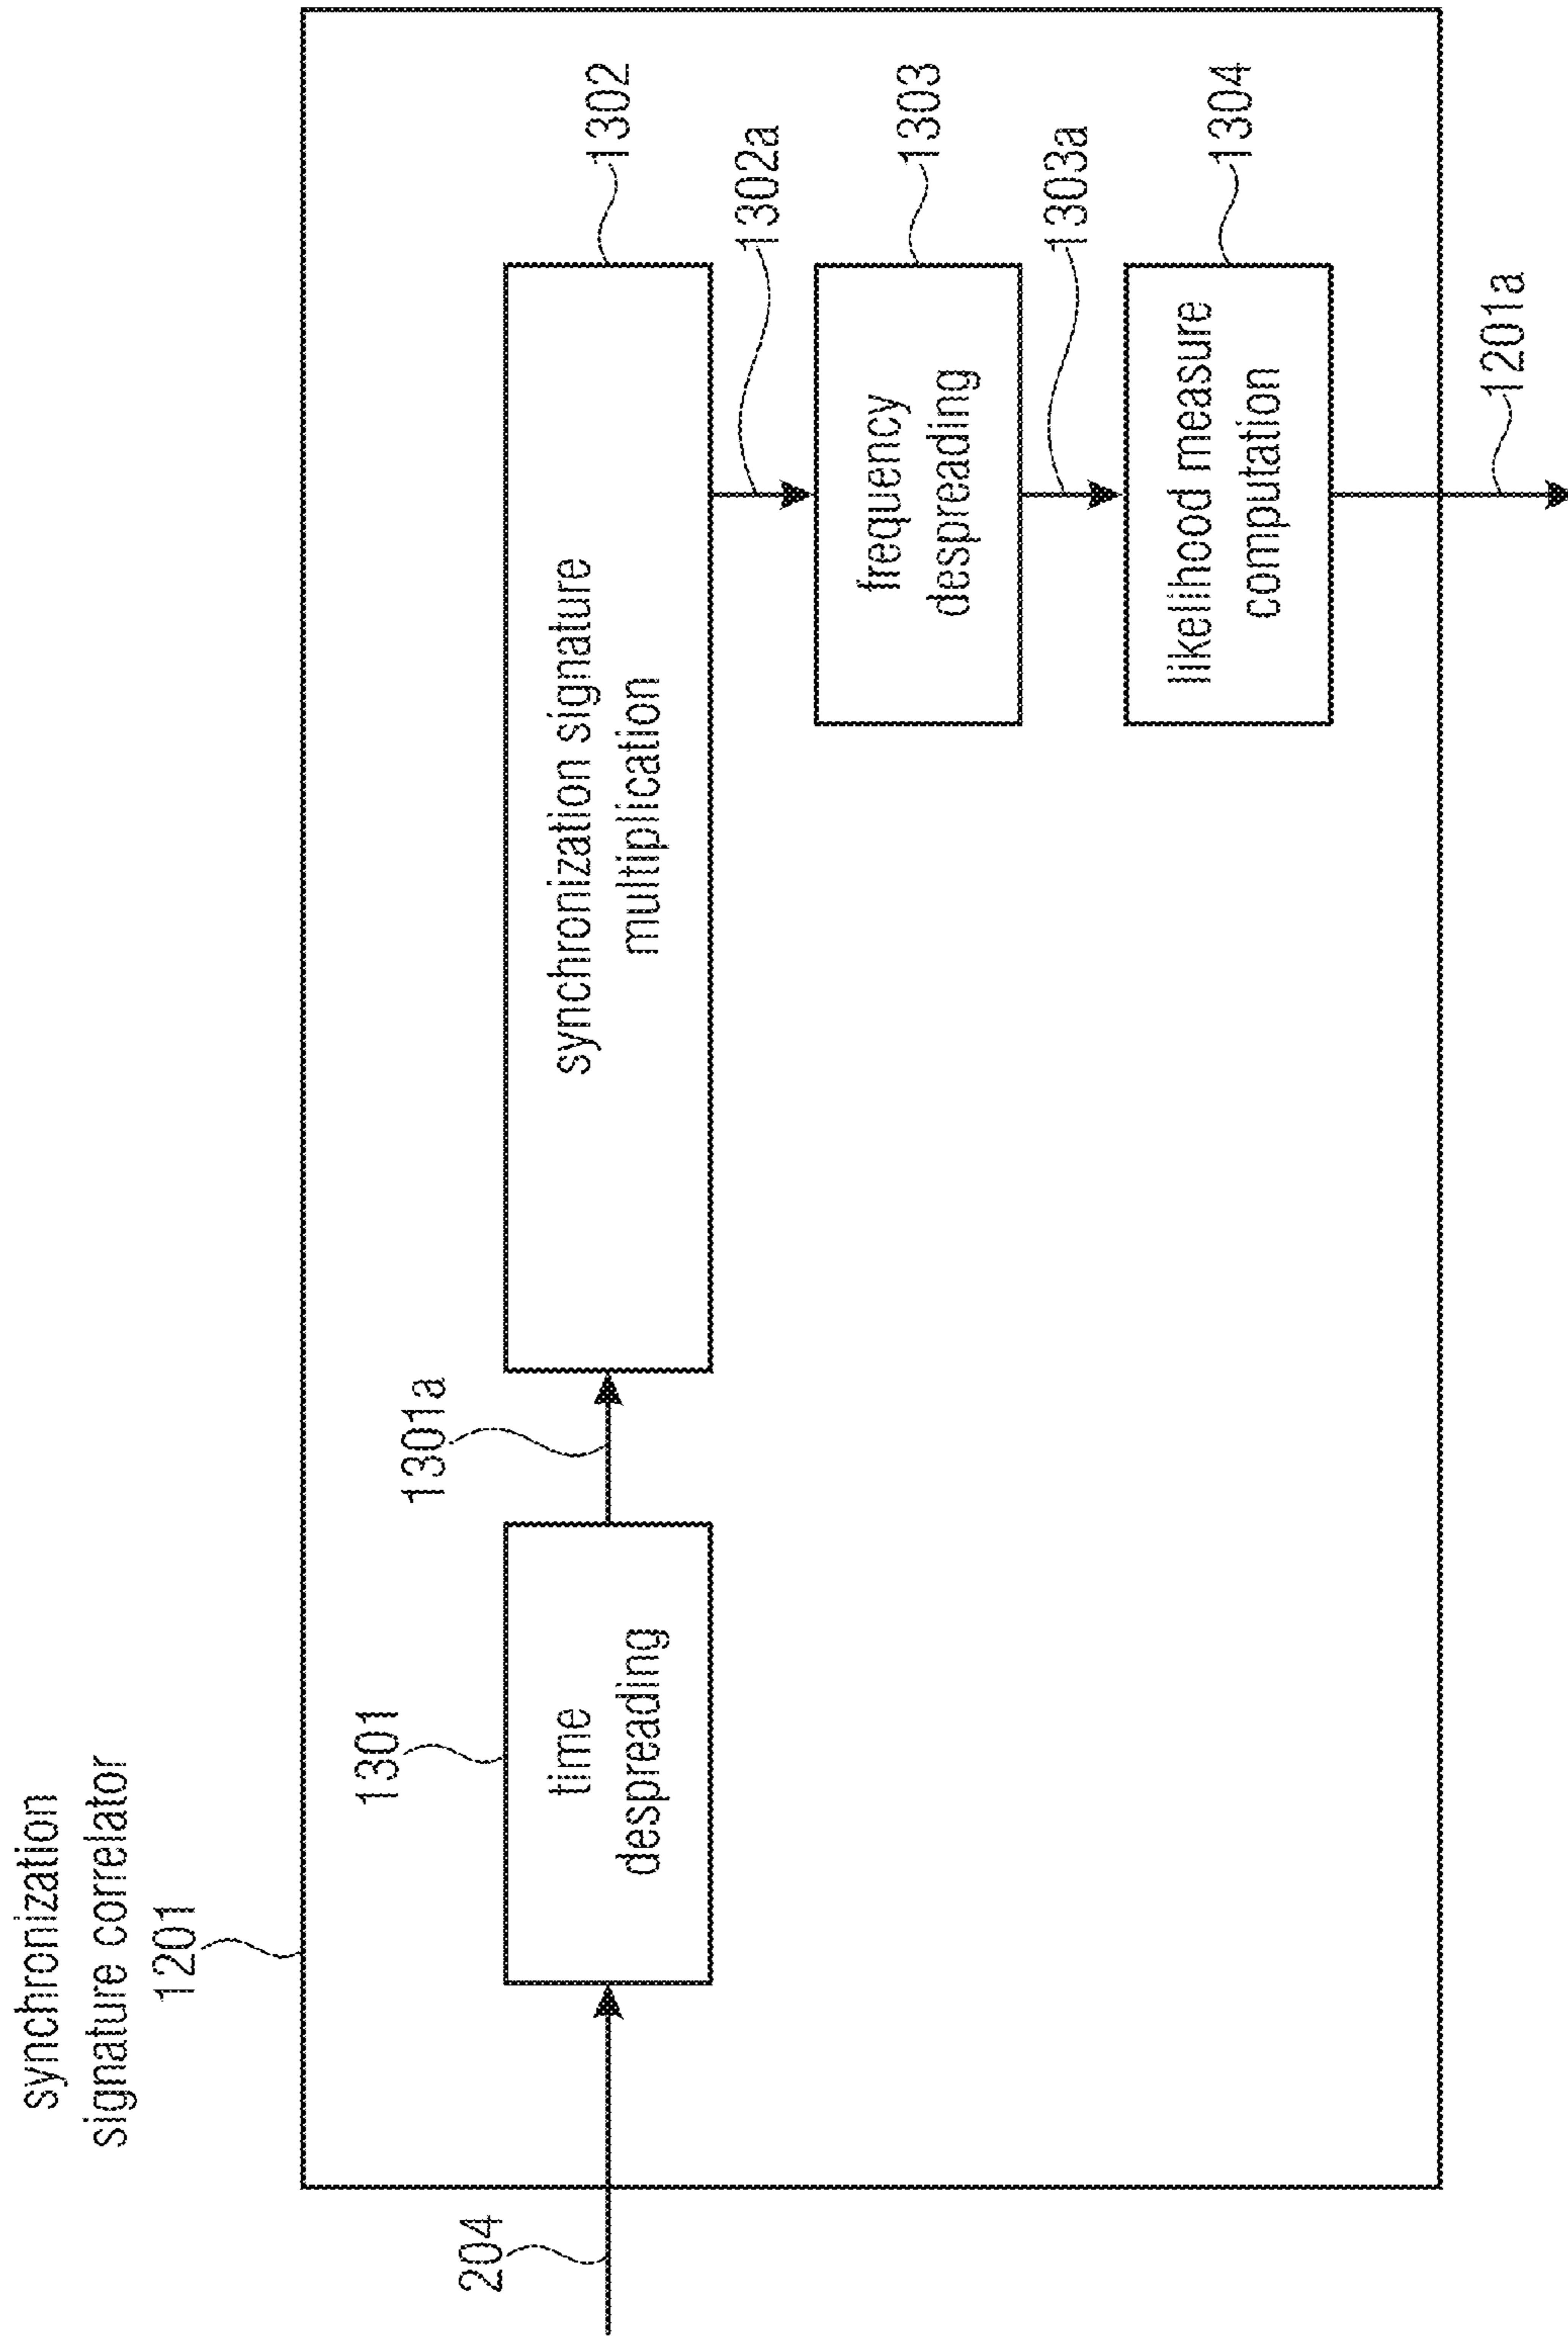 synchronization
signature correlator
1201
204
1301
time
despreading
1301a
synchronization signature
multiplication
1302
1302a
frequency
despreading
1303
1303a
likelihood measure
computation
1304
1201a